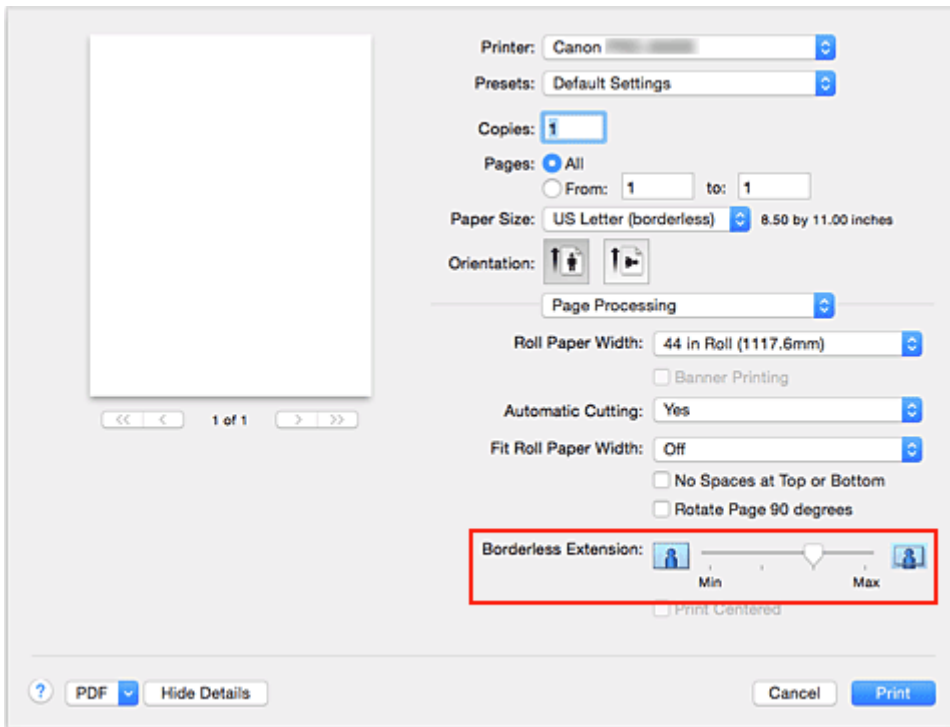 Printer: Canon
Presets: Default Settings
Copies: 1
Pages: All
From: 1 to: 1
Paper Size: US Letter (borderless) 8.50 by 11.00 inches
Orientation:
Page Processing
Roll Paper Width: 44 in Roll (1117.6mm)
Banner Printing
1 of 1
Automatic Cutting: Yes
Fit Roll Paper Width: Off
No Spaces at Top or Bottom
Rotate Page 90 degrees
Borderless Extension:
Min Max
Print Centered
? PDF Hide Details Cancel Print